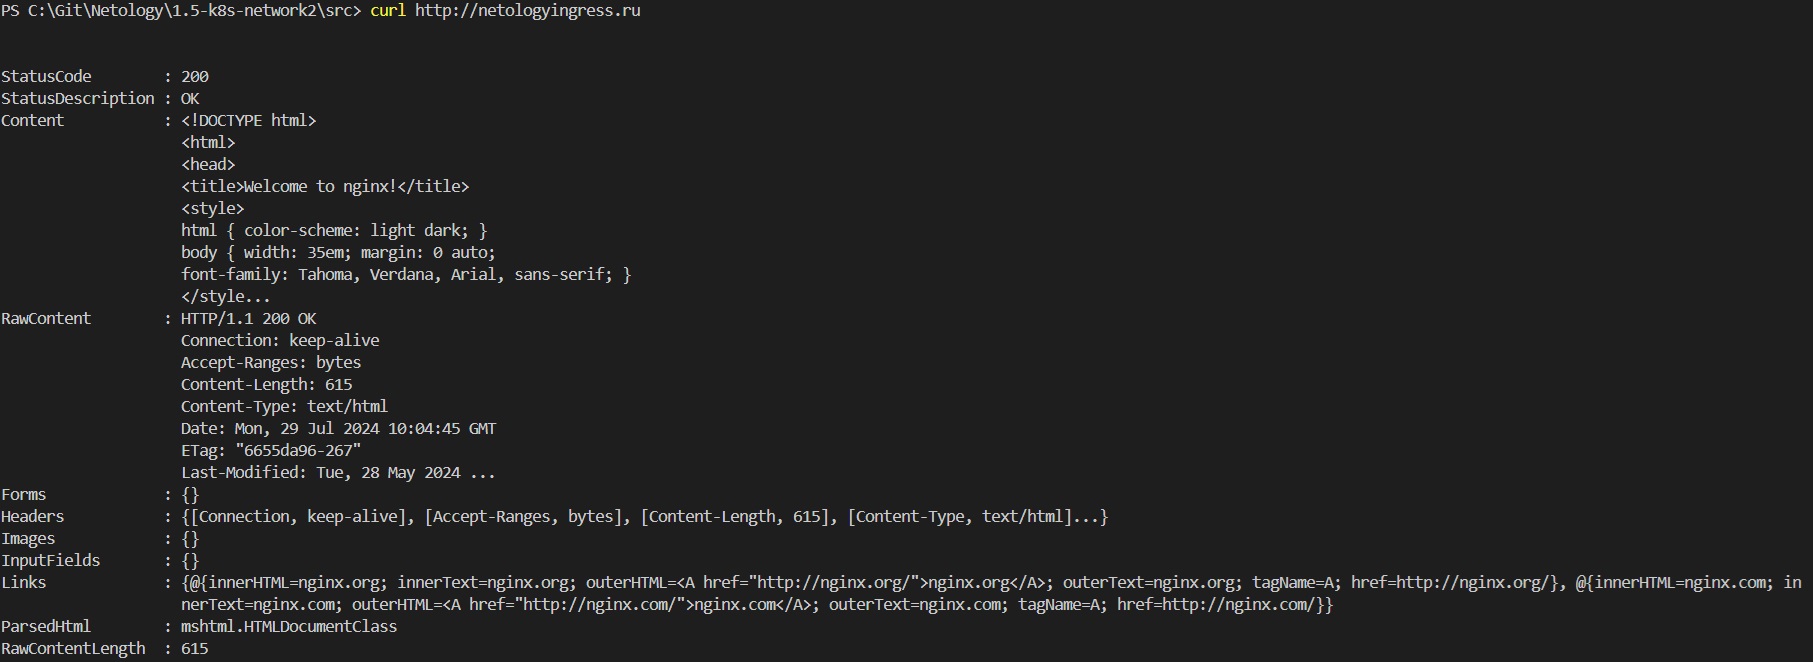 PS C:\Git\Netology\1.5-k8s-network2\src> curl http://netologyingress.ru
StatusCode        : 200
StatusDescription : OK
Content           : <!DOCTYPE html>
                    <html>
                    <head>
                    <title>Welcome to nginx!</title>
                    <style>
                    html { color-scheme: light dark; }
                    body { width: 35em; margin: 0 auto;
                    font-family: Tahoma, Verdana, Arial, sans-serif; }
                    </style...
RawContent        : HTTP/1.1 200 OK
                    Connection: keep-alive
                    Accept-Ranges: bytes
                    Content-Length: 615
                    Content-Type: text/html
                    Date: Mon, 29 Jul 2024 10:04:45 GMT
                    ETag: "6655da96-267"
                    Last-Modified: Tue, 28 May 2024 ...
Forms             : {}
Headers           : {[Connection, keep-alive], [Accept-Ranges, bytes], [Content-Length, 615], [Content-Type, text/html]...}
Images            : {}
InputFields       : {}
Links             : {@{innerHTML=nginx.org; innerText=nginx.org; outerHTML=<A href="http://nginx.org/">nginx.org</A>; outerText=nginx.org; tagName=A; href=http://nginx.org/}, @{innerHTML=nginx.com; in
                    nerText=nginx.com; outerHTML=<A href="http://nginx.com/">nginx.com</A>; outerText=nginx.com; tagName=A; href=http://nginx.com/}}
ParsedHtml        : mshtml.HTMLDocumentClass
RawContentLength  : 615